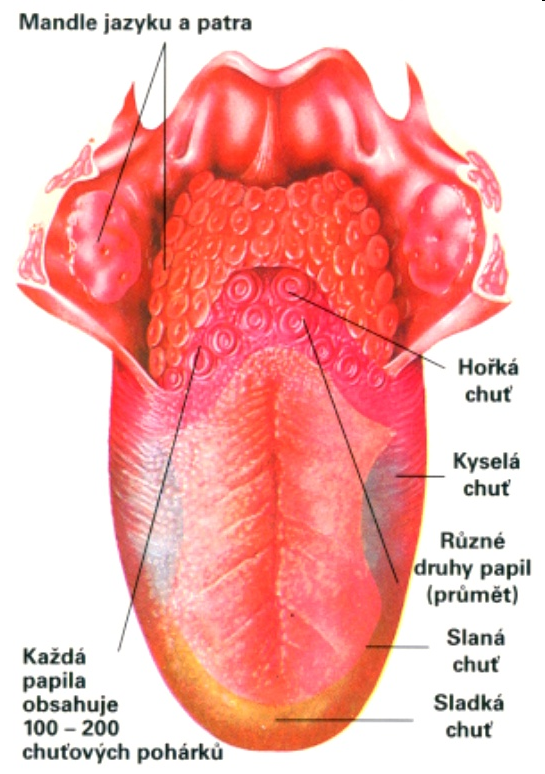 Mandle jazyku a patra
Hořká
chuť
Kyselá
chuť
Různé
druhy papil
(průmět)
Slaná
chuť
Sladká
chuť
Každá
papila
obsahuje
100 – 200
chuťových pohárků